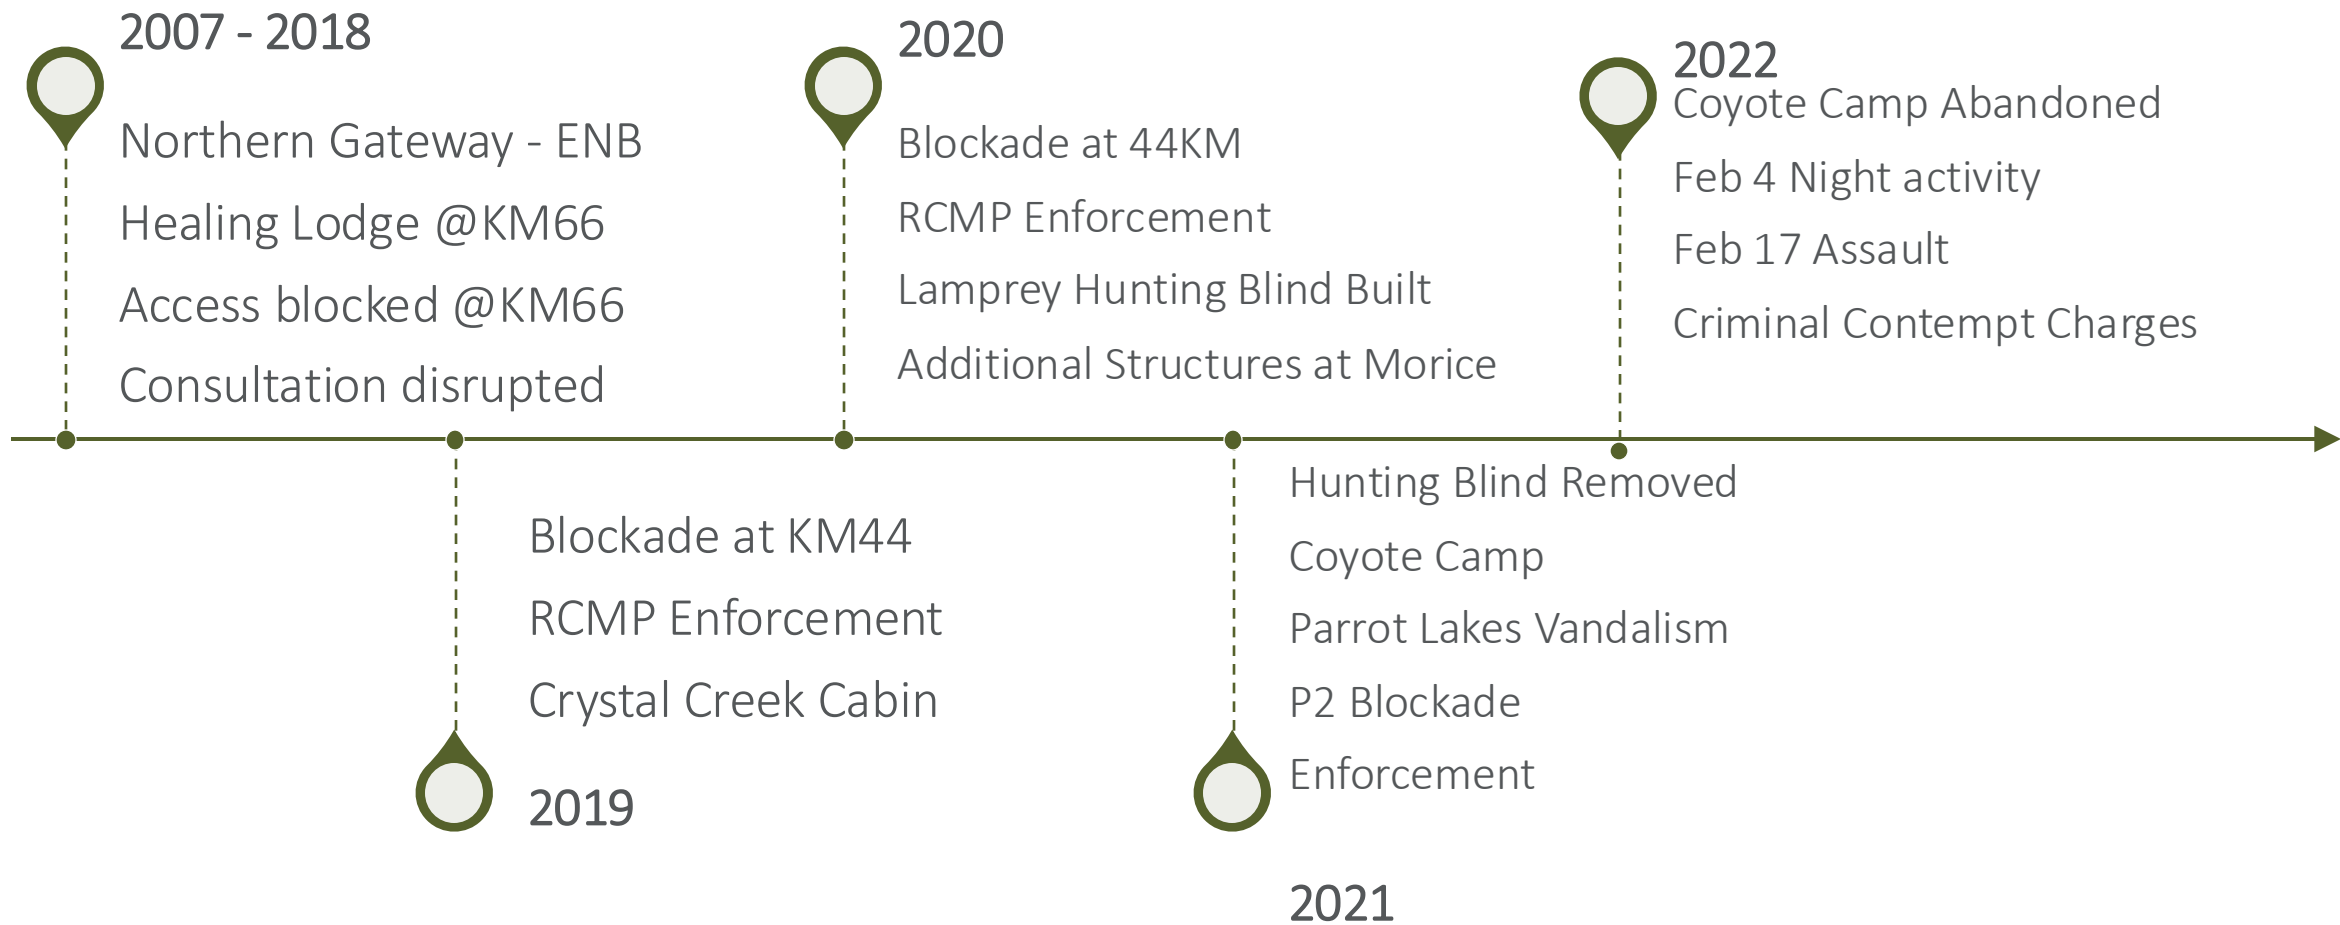 2007 - 2018
Northern Gateway - ENB
Healing Lodge @KM66
Access blocked @KM66
Consultation disrupted
Blockade at KM44
RCMP Enforcement
Crystal Creek Cabin
2019
2020
Blockade at 44KM
RCMP Enforcement
Lamprey Hunting Blind Built
Additional Structures at Morice
Hunting Blind Removed
Coyote Camp
Parrot Lakes Vandalism
P2 Blockade
Enforcement
2021
2022
Coyote Camp Abandoned
Feb 4 Night activity
Feb 17 Assault
Criminal Contempt Charges